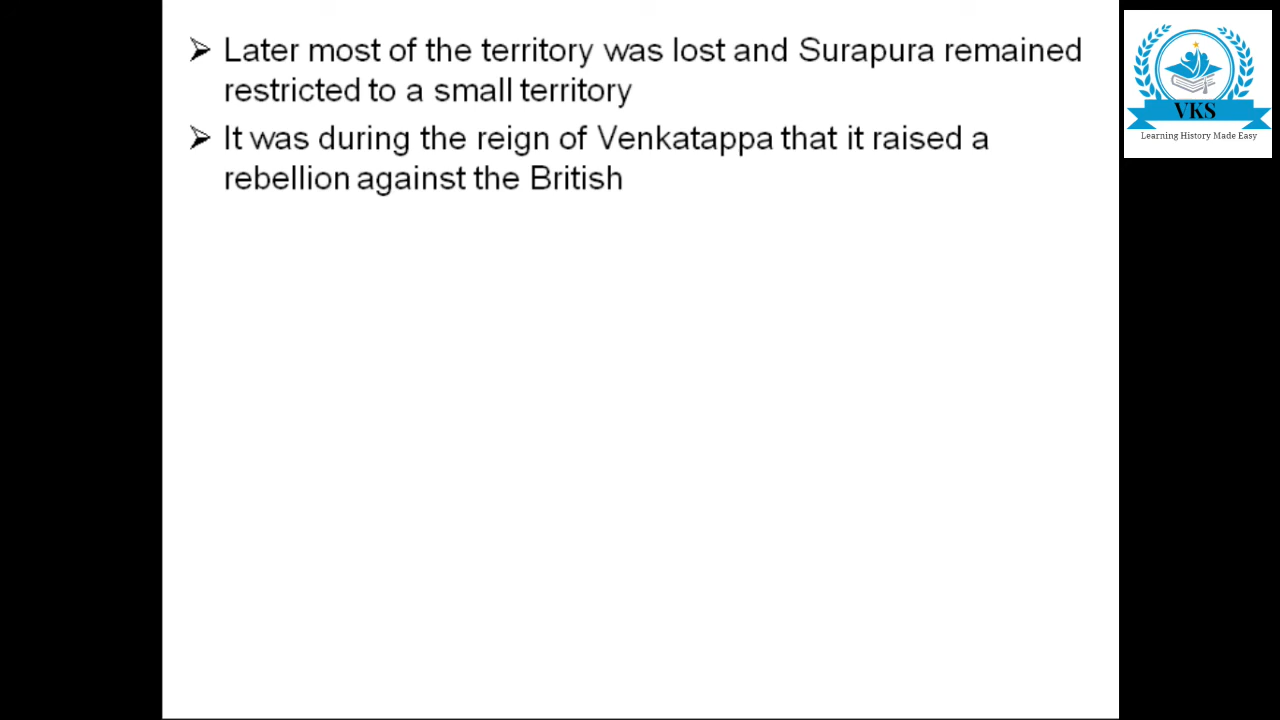 ➢ Later most of the territory was lost and Surapura remained
restricted to a small territory
➢ It was during the reign of Venkatappa that it raised a
rebellion against the British
VKS
Learning History Made Easy